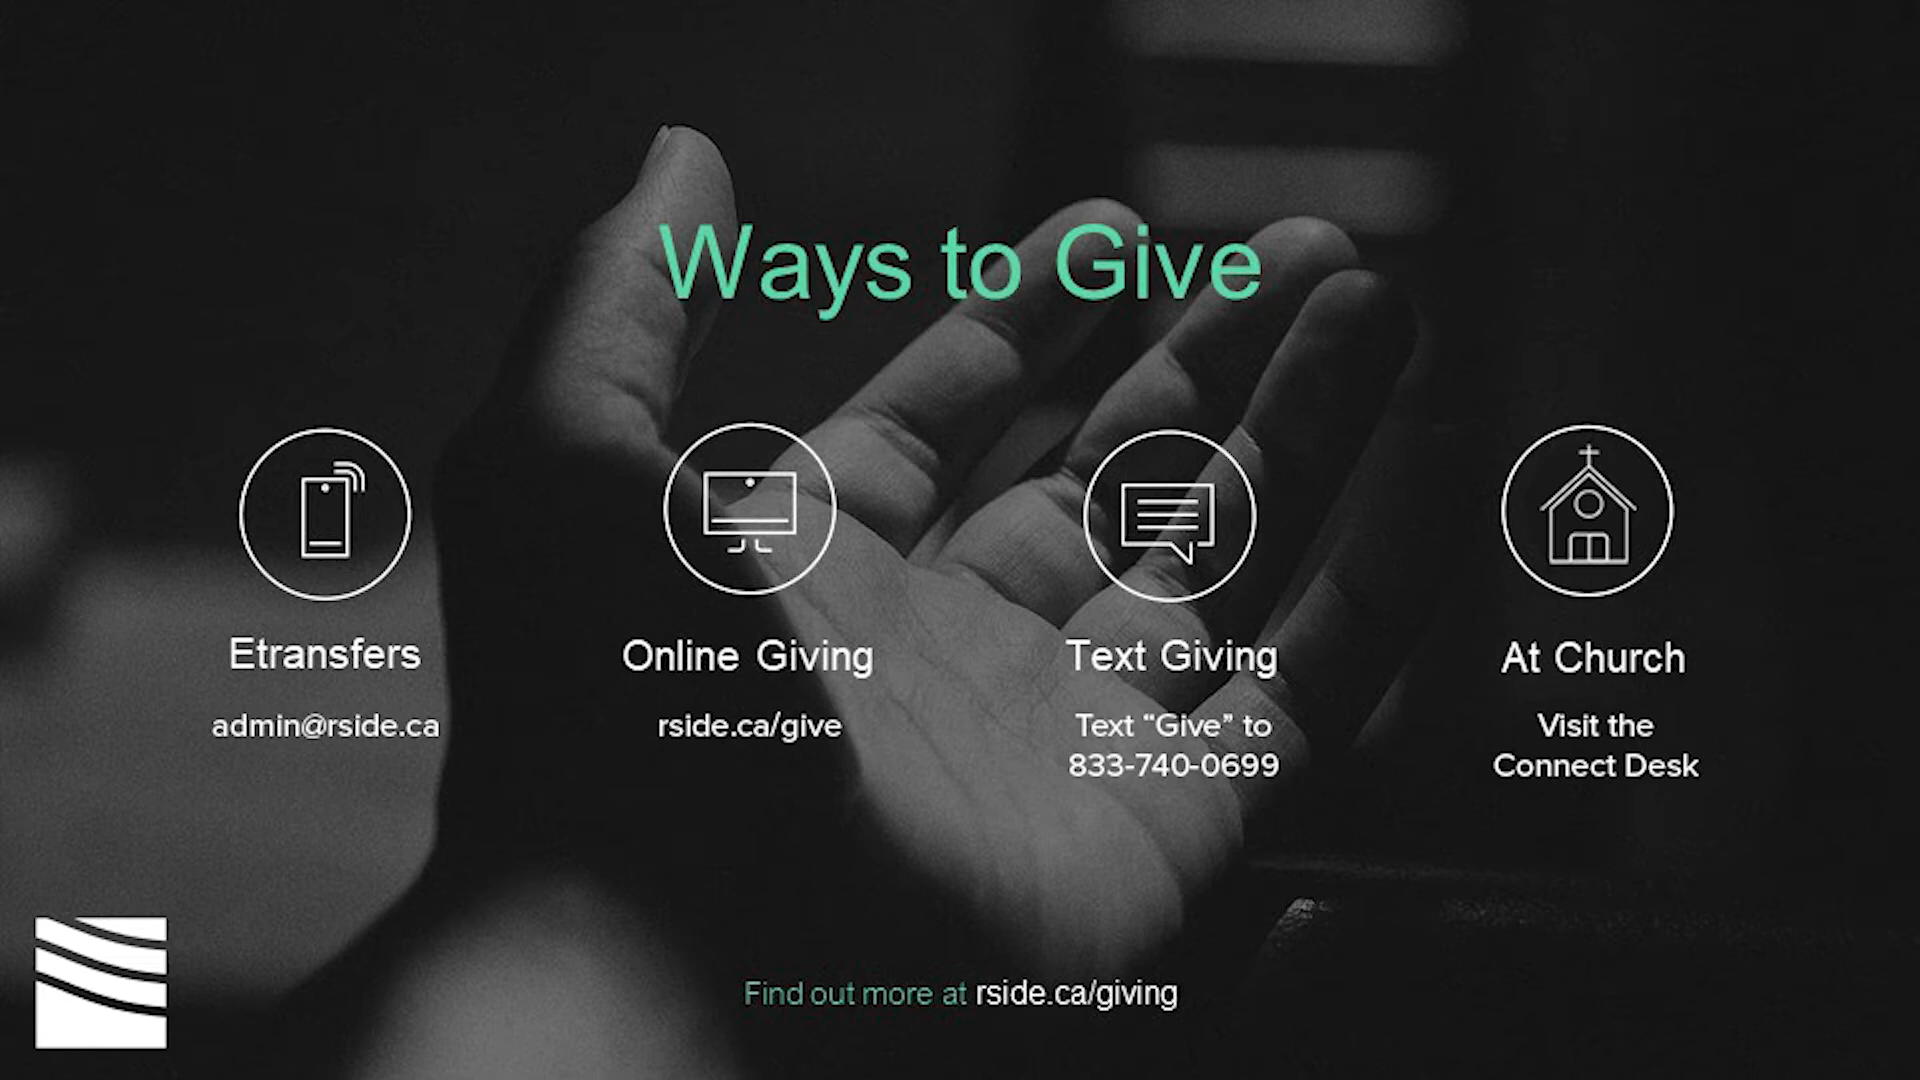 Ways to Give
Etransfers
admin@rside.ca
Online Giving
rside.ca/give
Text Giving
Text “Give” to
833-740-0699
At Church
Visit the
Connect Desk
Find out more at rside.ca/giving